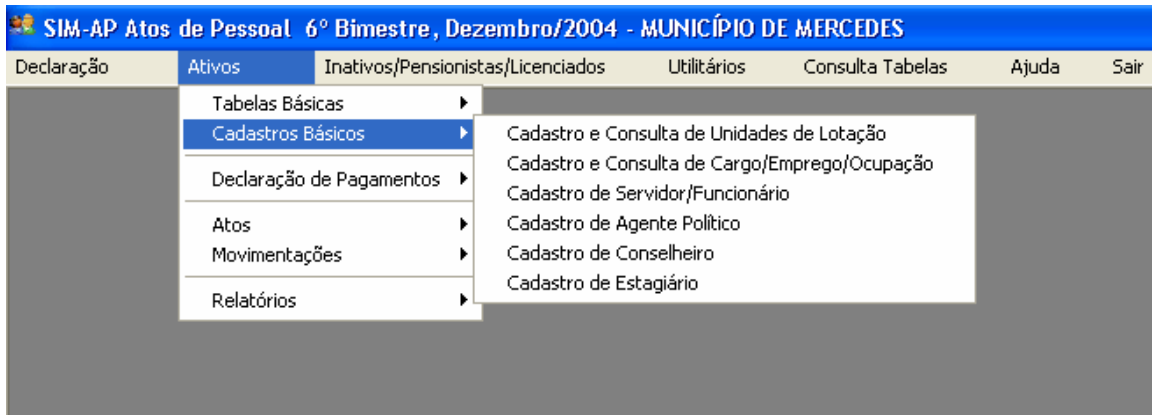 SIM-AP Atos de Pessoal 6º Bimestre, Dezembro/2004 - MUNICÍPIO DE MERCEDES
Declaração Ativos Inativos/Pensionistas/Licenciados Utilitários Consulta Tabelas Ajuda Sair
Tabelas Básicas
Cadastros Básicos
Declaração de Pagamentos
Atos
Movimentações
Relatórios
Cadastro e Consulta de Unidades de Lotação
Cadastro e Consulta de Cargo/Emprego/Ocupação
Cadastro de Servidor/Funcionário
Cadastro de Agente Político
Cadastro de Conselheiro
Cadastro de Estagiário